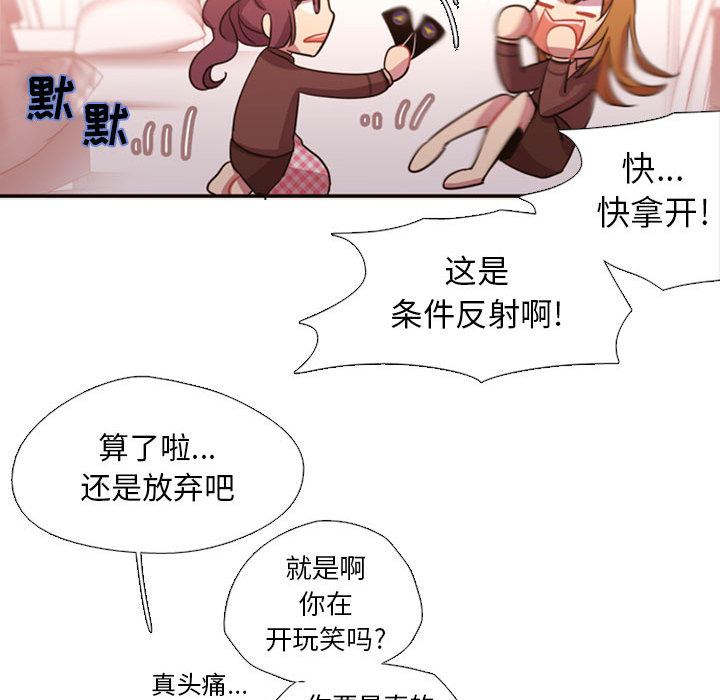 默默
快...
快拿开!
这是
条件反射啊!
算了啦...
还是放弃吧
就是啊
你在
开玩笑吗?
真头痛...